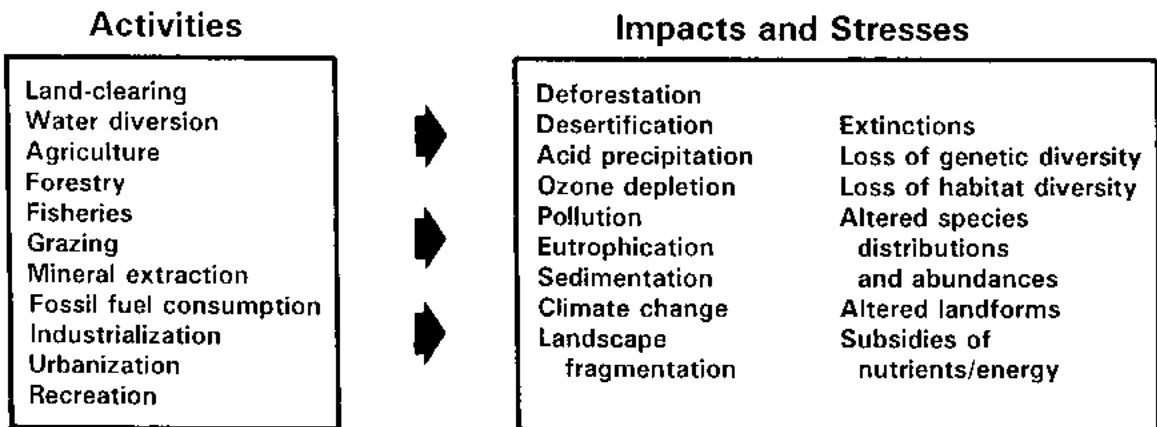 Activities
Land-clearing
Water diversion
Agriculture
Forestry
Fisheries
Grazing
Mineral extraction
Fossil fuel consumption
Industrialization
Urbanization
Recreation
Impacts and Stresses
Deforestation
Desertification
Acid precipitation
Ozone depletion
Pollution
Eutrophication
Sedimentation
Climate change
Landscape
fragmentation
Extinctions
Loss of genetic diversity
Loss of habitat diversity
Altered species
distributions
and abundances
Altered landforms
Subsidies of
nutrients/energy